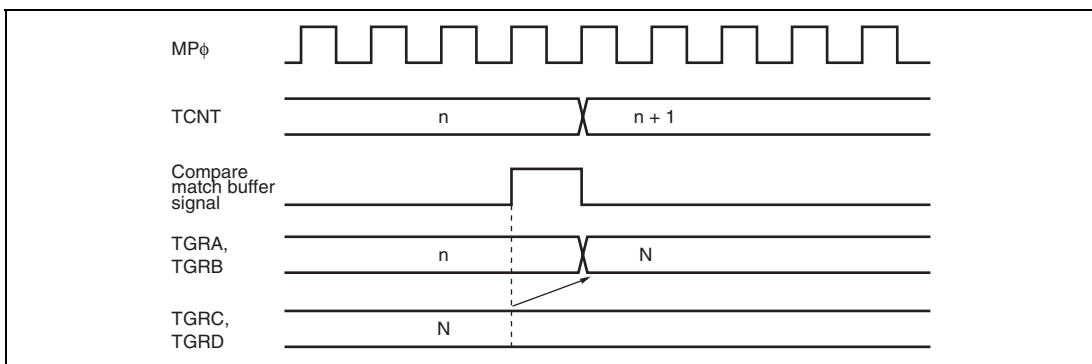 MPϕ
TCNT
n
n + 1
Compare
match buffer
signal
TGRA,
TGRB
n
N
TGRC,
TGRD
N